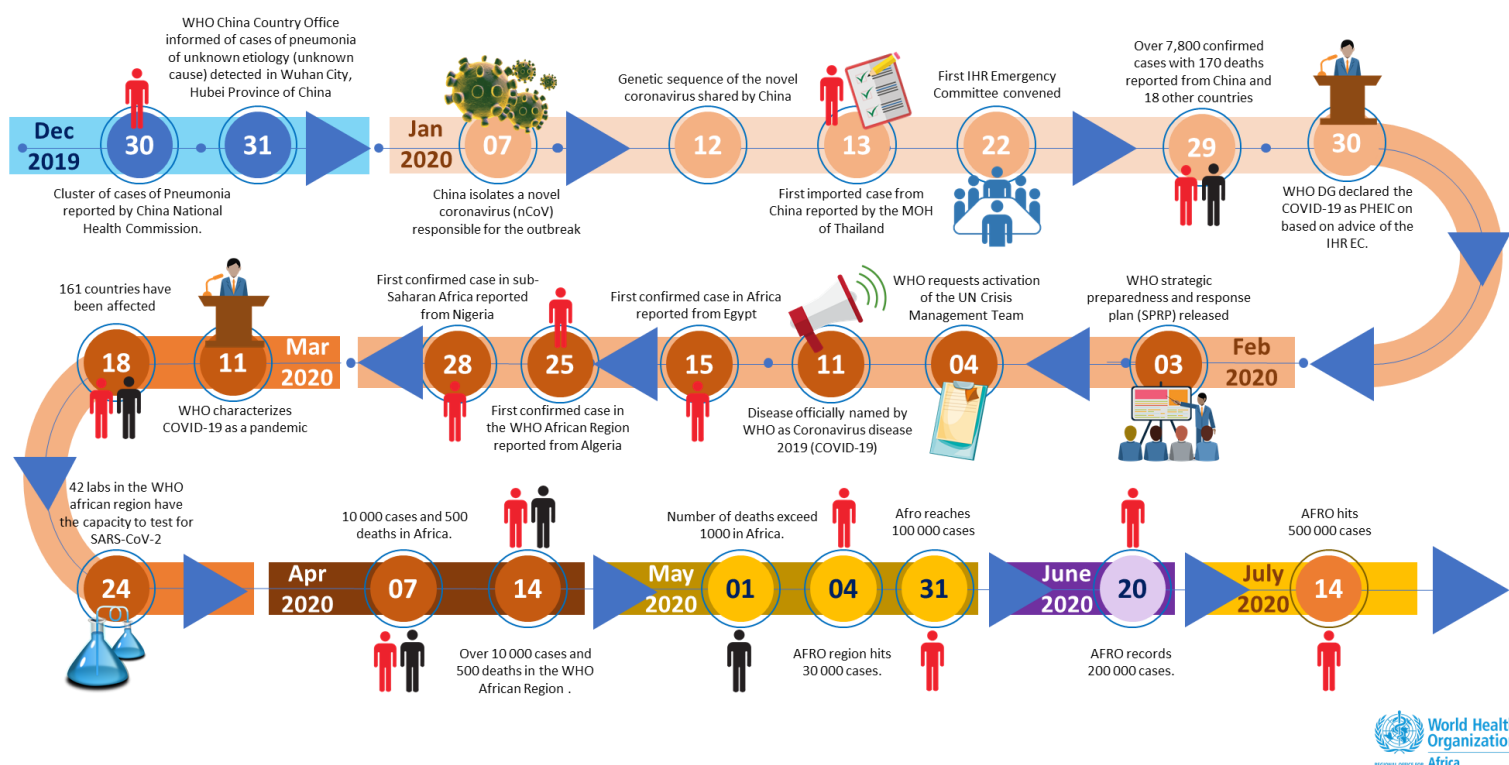 Dec
2019
30
Cluster of cases of Pneumonia
reported by China National
Health Commission.
WHO China Country Office
informed of cases of pneumonia
of unknown etiology (unknown
cause) detected in Wuhan City,
Hubei Province of China
31
Jan
2020
07
China isolates a novel
coronavirus (nCoV)
responsible for the outbreak
Genetic sequence of the novel
coronavirus shared by China
12
13
First imported case from
China reported by the MOH
of Thailand
First IHR Emergency
Committee convened
22
Over 7,800 confirmed
cases with 170 deaths
reported from China and
18 other countries
29
30
WHO DG declared the
COVID-19 as PHEIC on
based on advice of the
IHR EC.
Feb
2020
WHO strategic
preparedness and response
plan (SPRP) released
03
WHO requests activation
of the UN Crisis
Management Team
04
11
Disease officially named by
WHO as Coronavirus disease
2019 (COVID-19)
First confirmed case in Africa
reported from Egypt
15
25
First confirmed case in
the WHO African Region
reported from Algeria
First confirmed case in sub-
Saharan Africa reported
from Nigeria
28
Mar
2020
11
WHO characterizes
COVID-19 as a pandemic
161 countries have
been affected
18
42 labs in the WHO
african region have
the capacity to test for
SARS-CoV-2
24
Apr
2020
10 000 cases and 500
deaths in Africa.
07
14
Over 10 000 cases and
500 deaths in the WHO
African Region .
May
2020
Number of deaths exceed
1000 in Africa.
01
04
AFRO region hits
30 000 cases.
Afro reaches
100 000 cases
31
June
2020
20
AFRO records
200 000 cases.
July
2020
AFRO hits
500 000 cases
14
World Healt
Organizatio
REGIONAL OFFICE FOR Africa